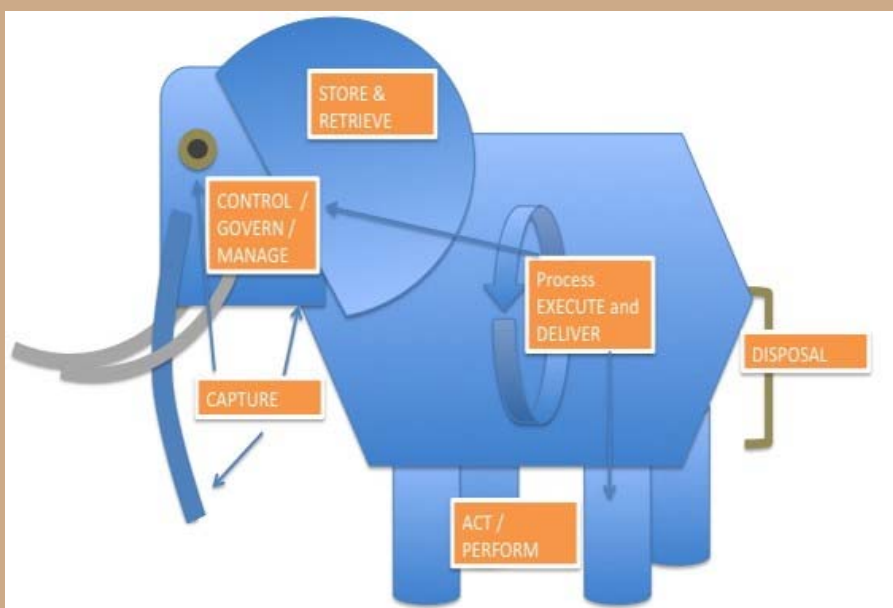 STORE &
RETRIEVE
CONTROL /
GOVERN /
MANAGE
Process
EXECUTE and
DELIVER
DISPOSAL
CAPTURE
ACT /
PERFORM